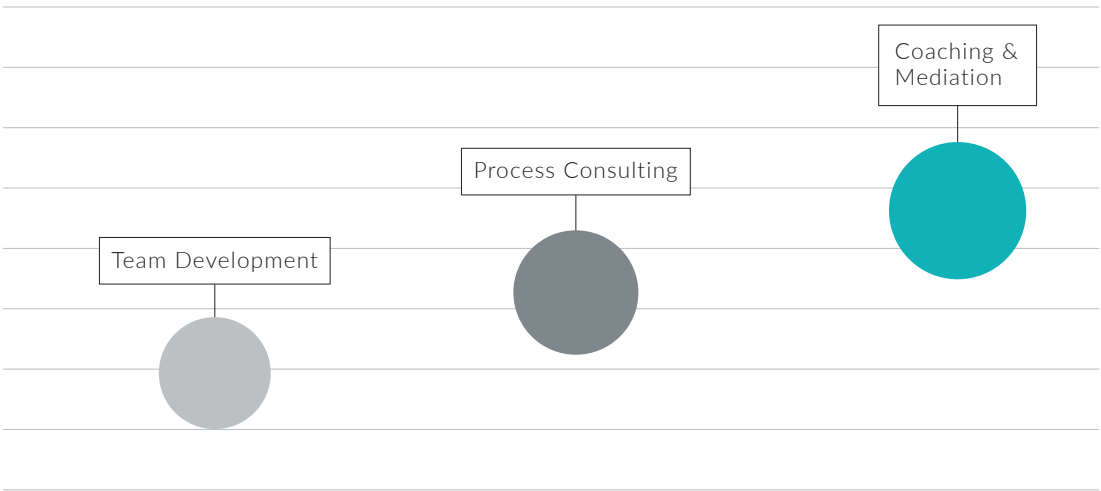 Coaching &
Mediation
Process Consulting
Team Development